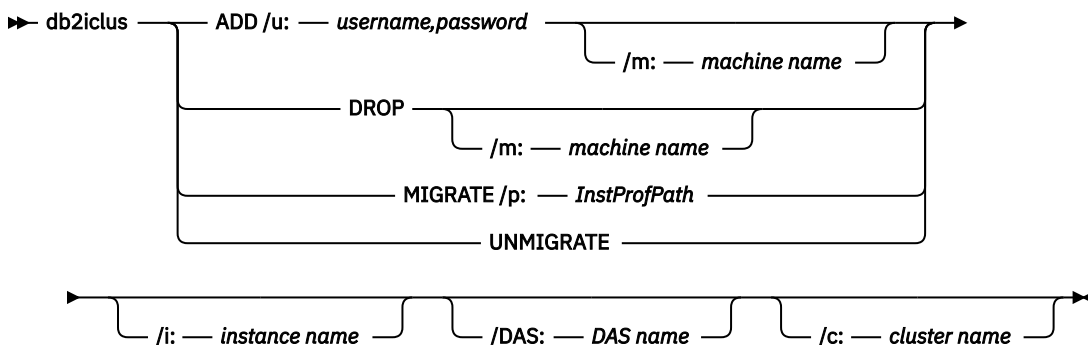 db2iclus ADD /u: username,password
/m: machine name
DROP
/m: machine name
MIGRATE /p: InstProfPath
UNMIGRATE
/i: instance name /DAS: DAS name /c: cluster name